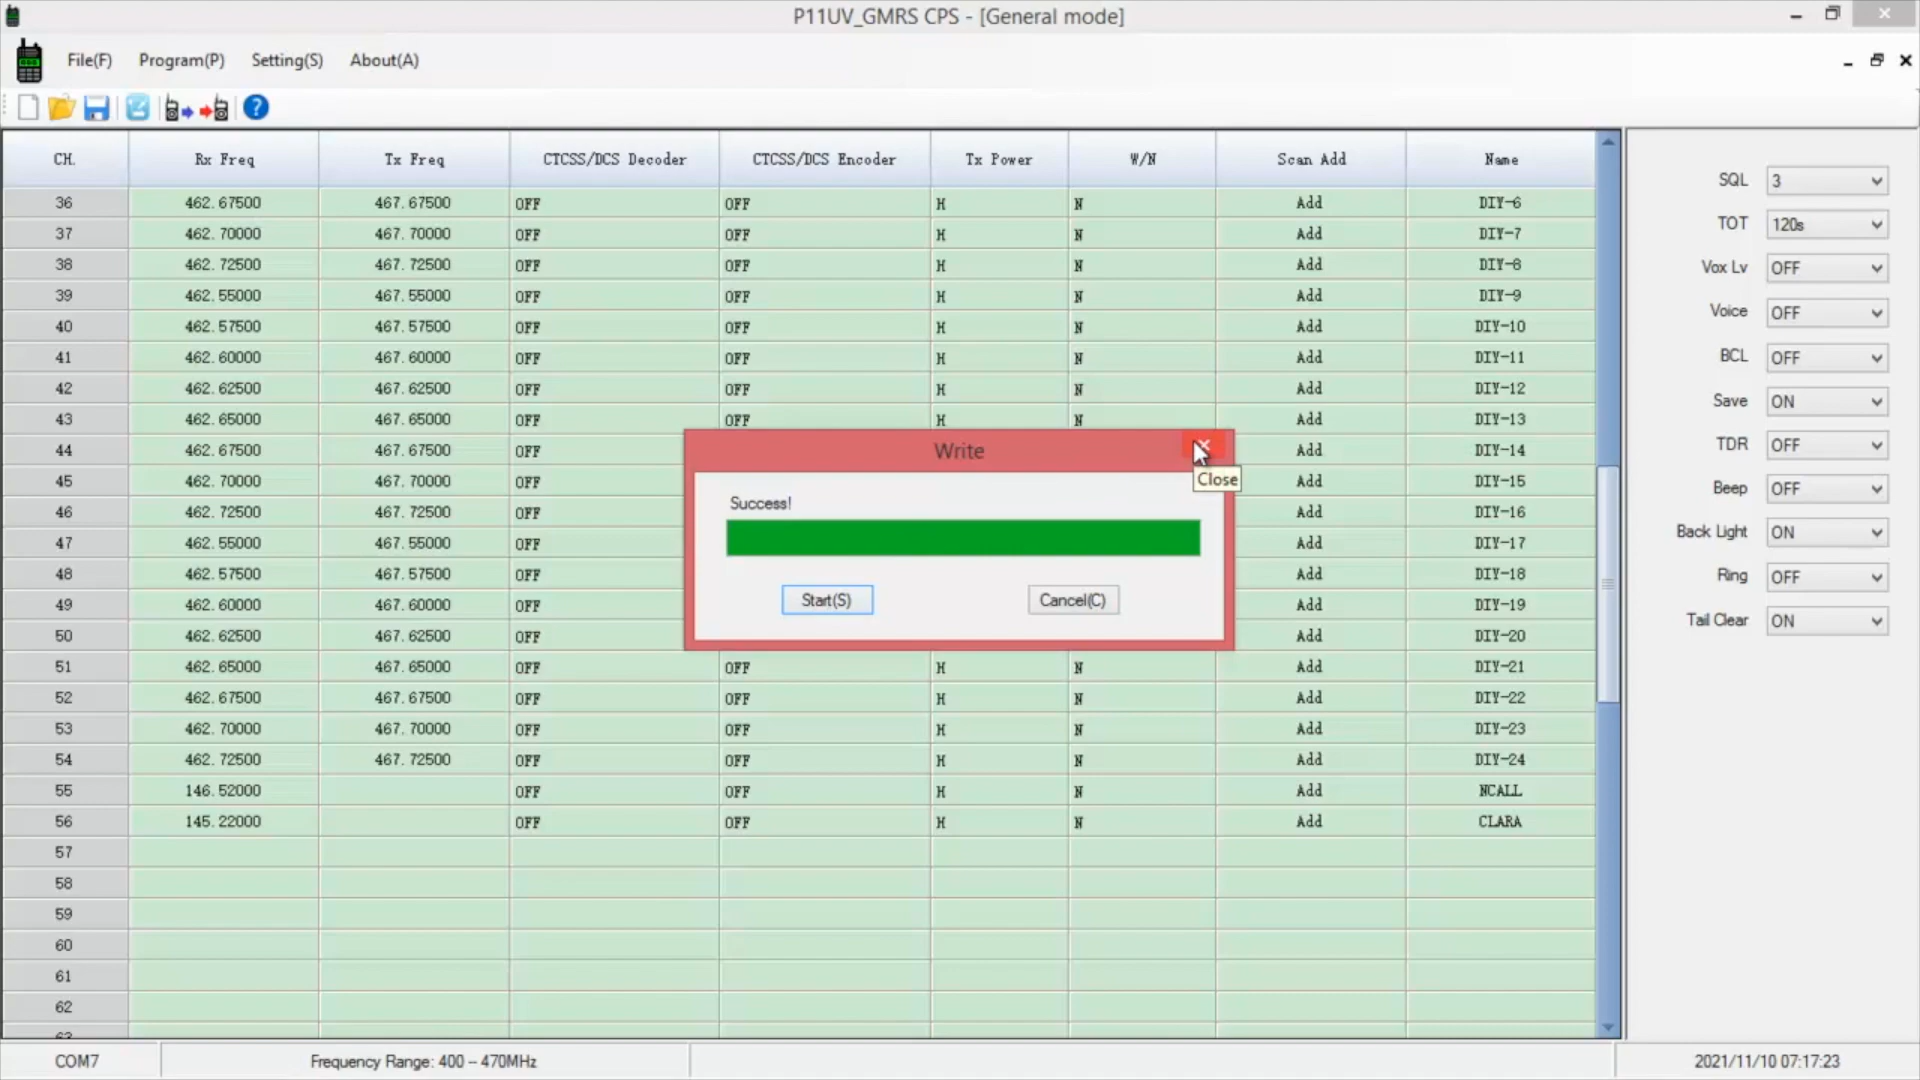 P11UV_GMRS CPS - [General mode]
File(F) Program(P) Setting(S) About(A)
CH. Rx Freq Tx Freq CTCSS/DCS Decoder CTCSS/DCS Encoder Tx Power W/N Scan Add Name
36 462.67500 467.67500 OFF OFF H N Add DIY-6
37 462.70000 467.70000 OFF OFF H N Add DIY-7
38 462.72500 467.72500 OFF OFF H N Add DIY-8
39 462.55000 467.55000 OFF OFF H N Add DIY-9
40 462.57500 467.57500 OFF OFF H N Add DIY-10
41 462.60000 467.60000 OFF OFF H N Add DIY-11
42 462.62500 467.62500 OFF OFF H N Add DIY-12
43 462.65000 467.65000 OFF OFF H N Add DIY-13
44 462.67500 467.67500 OFF Add DIY-14
45 462.70000 467.70000 OFF Add DIY-15
46 462.72500 467.72500 OFF Add DIY-16
47 462.55000 467.55000 OFF Add DIY-17
48 462.57500 467.57500 OFF Add DIY-18
49 462.60000 467.60000 OFF Add DIY-19
50 462.62500 467.62500 OFF Add DIY-20
51 462.65000 467.65000 OFF OFF H N Add DIY-21
52 462.67500 467.67500 OFF OFF H N Add DIY-22
53 462.70000 467.70000 OFF OFF H N Add DIY-23
54 462.72500 467.72500 OFF OFF H N Add DIY-24
55 146.52000 OFF OFF H N Add NCALL
56 145.22000 OFF OFF H N Add CLARA
57
58
59
60
61
62
Write
Close
Success!
Start(S) Cancel(C)
SQL 3
TOT 120s
Vox Lv OFF
Voice OFF
BCL OFF
Save ON
TDR OFF
Beep OFF
Back Light ON
Ring OFF
Tail Clear ON
COM7 Frequency Range: 400 -- 470MHz 2021/11/10 07:17:23